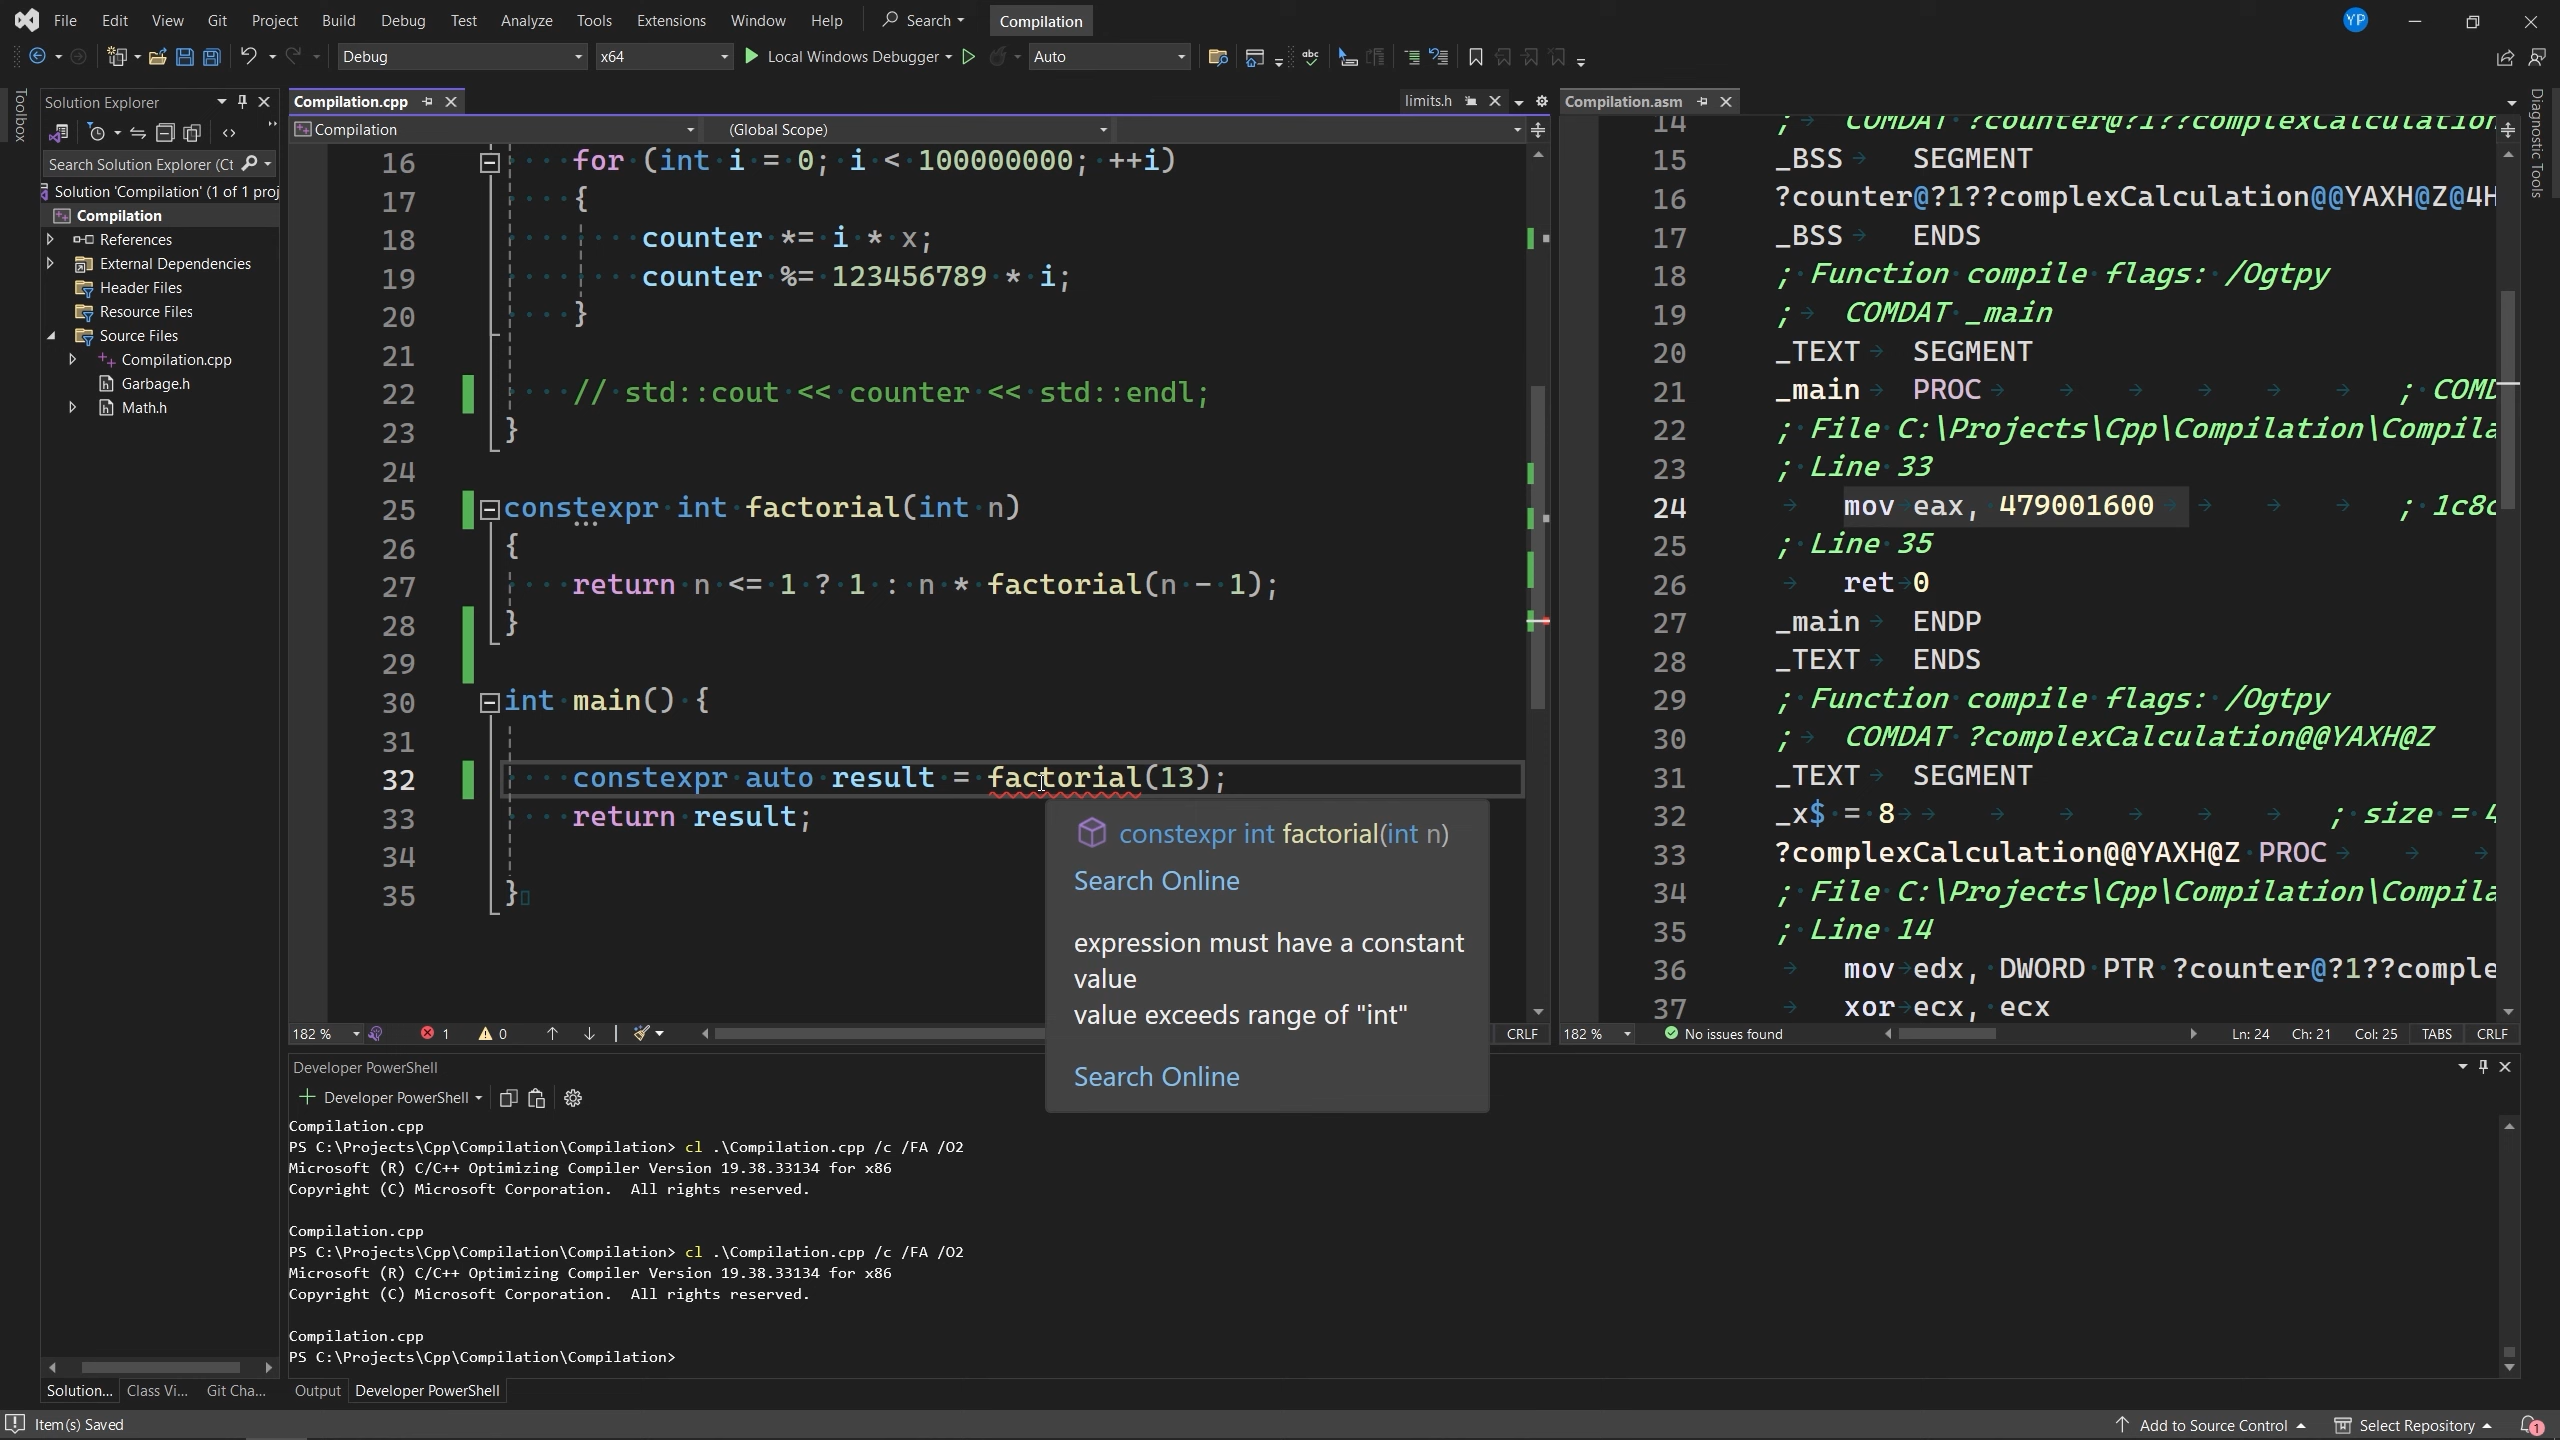 File Edit View Git Project Build Debug Test Analyze Tools Extensions Window Help Search Compilation YP
Debug x64 Local Windows Debugger Auto
Toolbox
Solution Explorer
Search Solution Explorer (Ct
Solution 'Compilation' (1 of 1 proj
Compilation
References
External Dependencies
Header Files
Resource Files
Source Files
Compilation.cpp
Garbage.h
Math.h
Solution... Class Vi... Git Cha...
Compilation.cpp limits.h
Compilation (Global Scope)
16 for (int i = 0; i < 100000000; ++i)
17 {
18 counter *= i * x;
19 counter %= 123456789 * i;
20 }
21
22 // std::cout << counter << std::endl;
23 }
24
25 constexpr int factorial(int n)
26 {
27 return n <= 1 ? 1 : n * factorial(n - 1);
28 }
29
30 int main() {
31
32 constexpr auto result = factorial(13);
33 return result;
34
35 }
constexpr int factorial(int n)
Search Online
expression must have a constant
value
value exceeds range of "int"
Search Online
182 % 1 0 CRLF
Compilation.asm
14 ; COMDAT ?counter@?1??complexCalculation
15 _BSS SEGMENT
16 ?counter@?1??complexCalculation@@YAXH@Z@4H
17 _BSS ENDS
18 ; Function compile flags: /Ogtpy
19 ; COMDAT _main
20 _TEXT SEGMENT
21 _main PROC ; COMD
22 ; File C:\Projects\Cpp\Compilation\Compila
23 ; Line 33
24 mov eax, 479001600 ; 1c8c
25 ; Line 35
26 ret 0
27 _main ENDP
28 _TEXT ENDS
29 ; Function compile flags: /Ogtpy
30 ; COMDAT ?complexCalculation@@YAXH@Z
31 _TEXT SEGMENT
32 _x$ = 8 ; size = 4
33 ?complexCalculation@@YAXH@Z PROC
34 ; File C:\Projects\Cpp\Compilation\Compila
35 ; Line 14
36 mov edx, DWORD PTR ?counter@?1??comple
37 xor ecx, ecx
182 % No issues found Ln: 24 Ch: 21 Col: 25 TABS CRLF
Diagnostic Tools
Developer PowerShell
Developer PowerShell
Compilation.cpp
PS C:\Projects\Cpp\Compilation\Compilation> cl .\Compilation.cpp /c /FA /O2
Microsoft (R) C/C++ Optimizing Compiler Version 19.38.33134 for x86
Copyright (C) Microsoft Corporation. All rights reserved.
Compilation.cpp
PS C:\Projects\Cpp\Compilation\Compilation> cl .\Compilation.cpp /c /FA /O2
Microsoft (R) C/C++ Optimizing Compiler Version 19.38.33134 for x86
Copyright (C) Microsoft Corporation. All rights reserved.
Compilation.cpp
PS C:\Projects\Cpp\Compilation\Compilation>
Output Developer PowerShell
Item(s) Saved Add to Source Control Select Repository 1